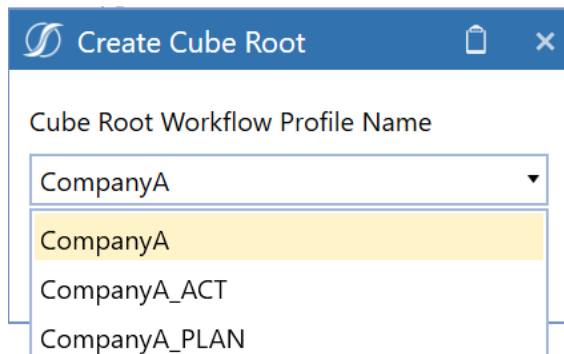 Create Cube Root
Cube Root Workflow Profile Name
CompanyA
CompanyA
CompanyA_ACT
CompanyA_PLAN